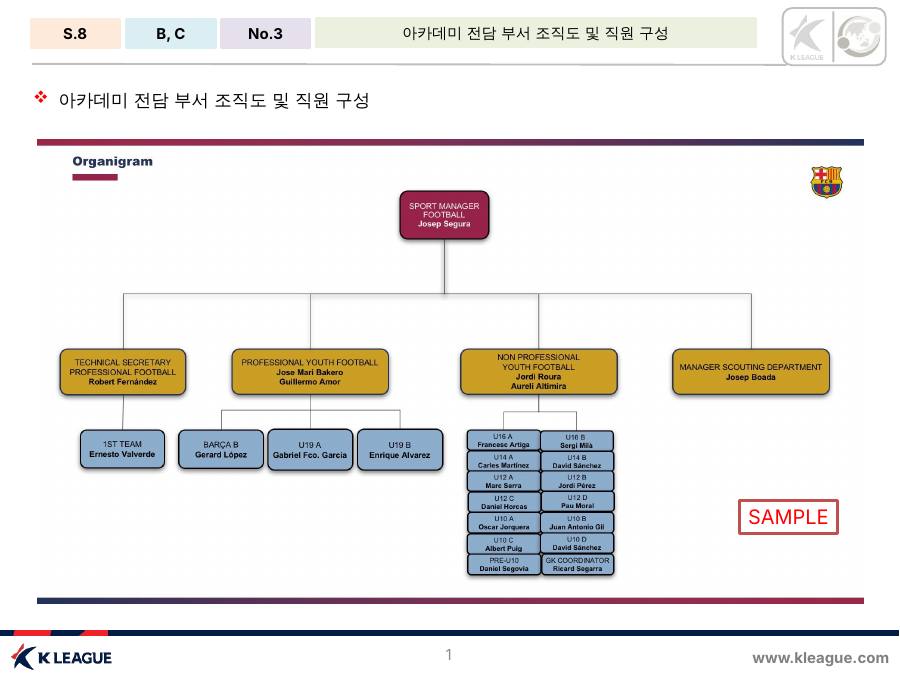 S.8
B, C
No.3
아카데미 전담 부서 조직도 및 직원 구성
K LEAGUE
아카데미 전담 부서 조직도 및 직원 구성
Organigram
FCB
SPORT MANAGER
FOOTBALL
Josep Segura
TECHNICAL SECRETARY
PROFESSIONAL FOOTBALL
Robert Fernández
PROFESSIONAL YOUTH FOOTBALL
Jose Mari Bakero
Guillermo Amor
NON PROFESSIONAL
YOUTH FOOTBALL
Jordi Roura
Aureli Altimira
MANAGER SCOUTING DEPARTMENT
Josep Boada
1ST TEAM
Ernesto Valverde
BARÇA B
Gerard López
U19 A
Gabriel Fco. Garcia
U19 B
Enrique Alvarez
U16 A
Francesc Artiga
U16 B
Sergi Milà
U14 A
Carles Martínez
U14 B
David Sánchez
U12 A
Marc Serra
U12 B
Jordi Pérez
U12 C
Daniel Horcas
U12 D
Pau Moral
U10 A
Oscar Jorquera
U10 B
Juan Antonio Gil
U10 C
Albert Puig
U10 D
David Sánchez
PRE-U10
Daniel Segovia
GK COORDINATOR
Ricard Segarra
SAMPLE
K LEAGUE
1
www.kleague.com